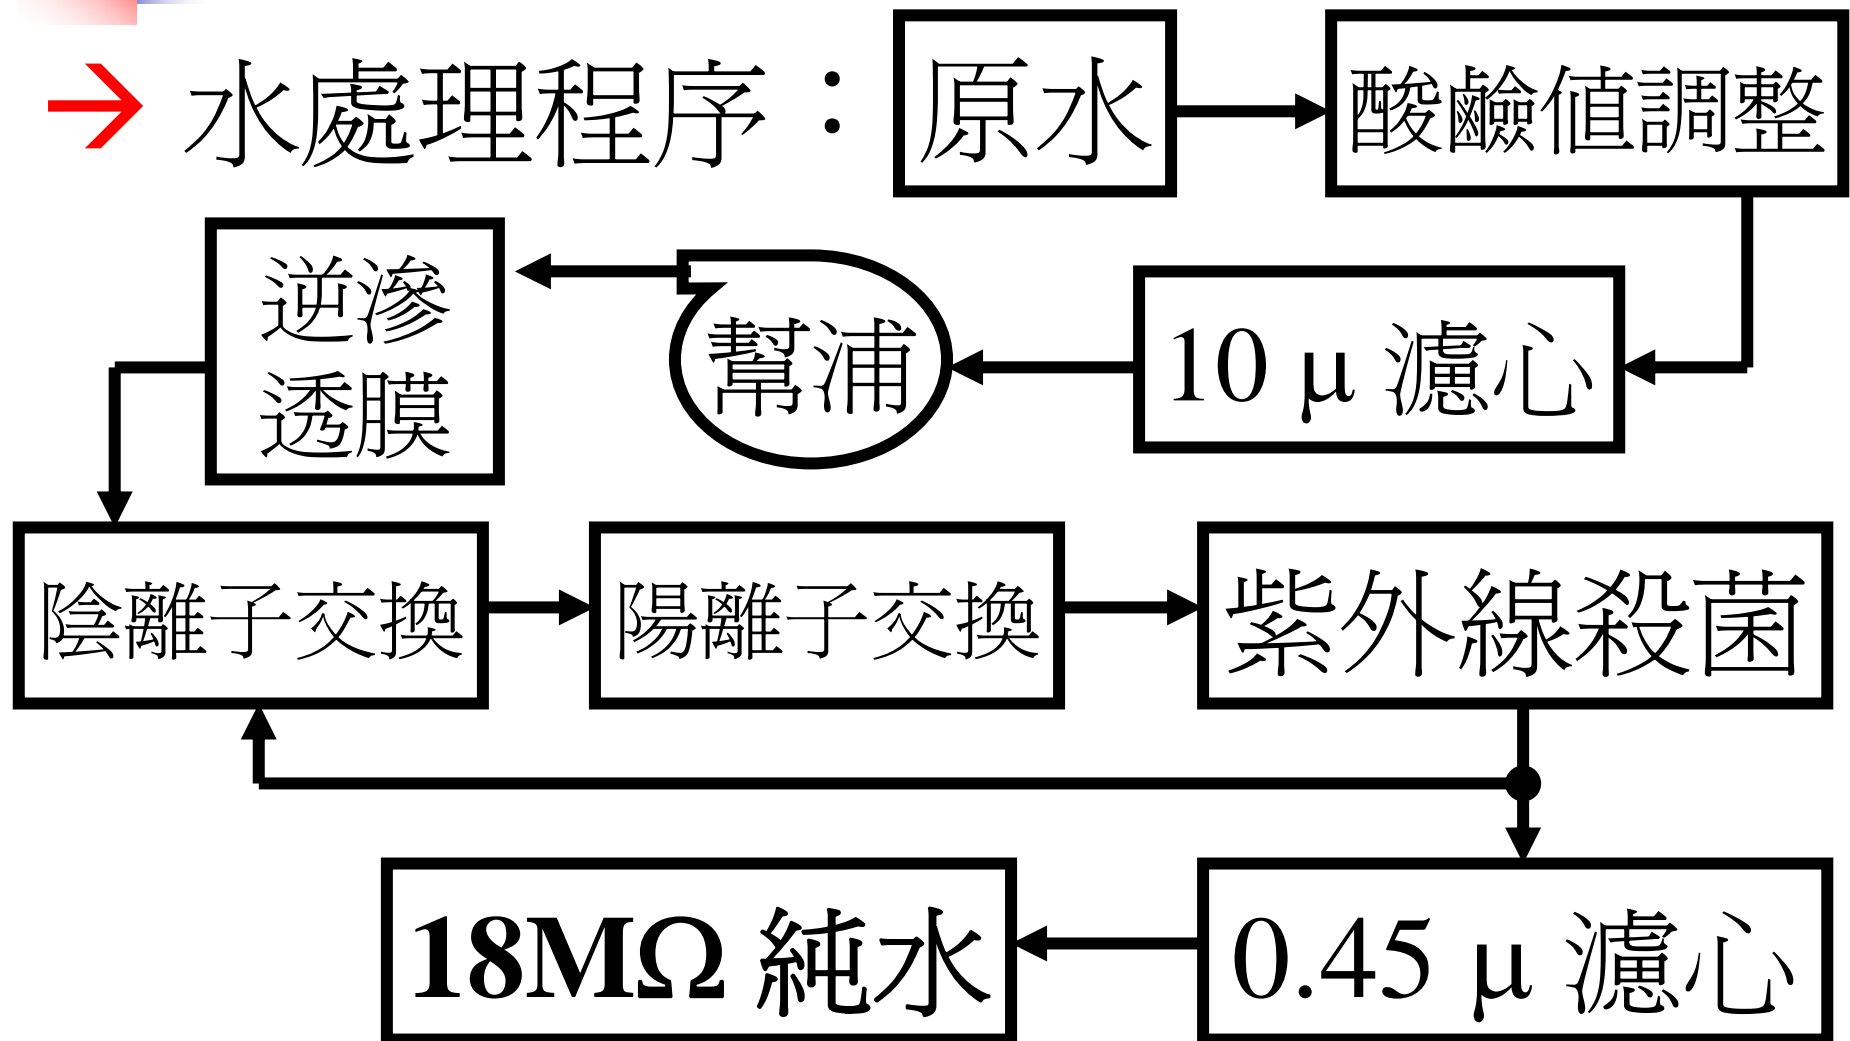 水處理程序：
原水
酸鹼值調整
10 μ 濾心
幫浦
逆滲
透膜
陰離子交換
陽離子交換
紫外線殺菌
0.45 μ 濾心
18MΩ 純水